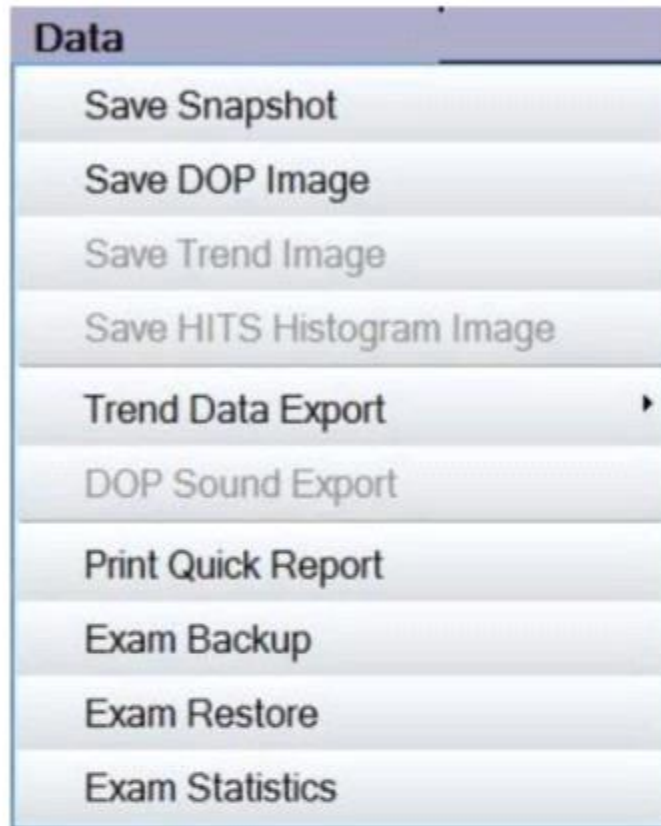 Data
Save Snapshot
Save DOP Image
Save Trend Image
Save HITS Histogram Image
Trend Data Export
DOP Sound Export
Print Quick Report
Exam Backup
Exam Restore
Exam Statistics